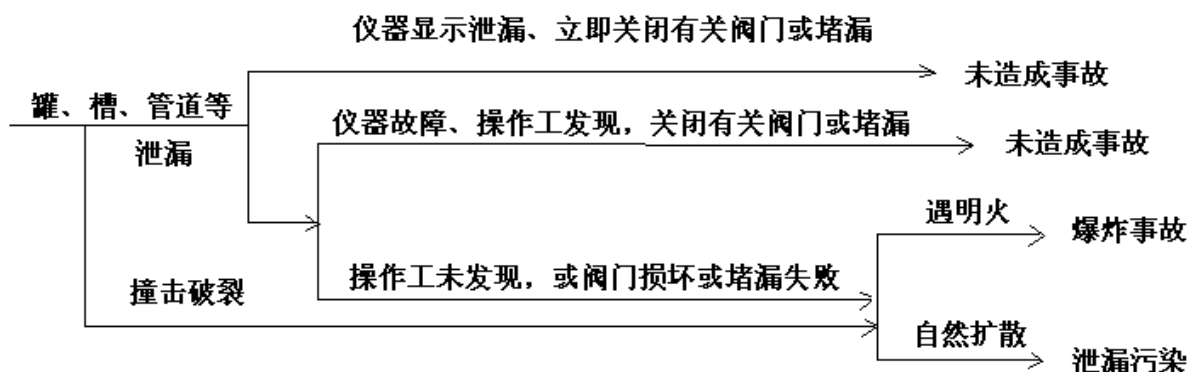 仪器显示泄漏、立即关闭有关阀门或堵漏
未造成事故
罐、槽、管道等
泄漏
仪器故障、操作工发现，关闭有关阀门或堵漏
未造成事故
遇明火
爆炸事故
操作工未发现，或阀门损坏或堵漏失败
撞击破裂
自然扩散
泄漏污染